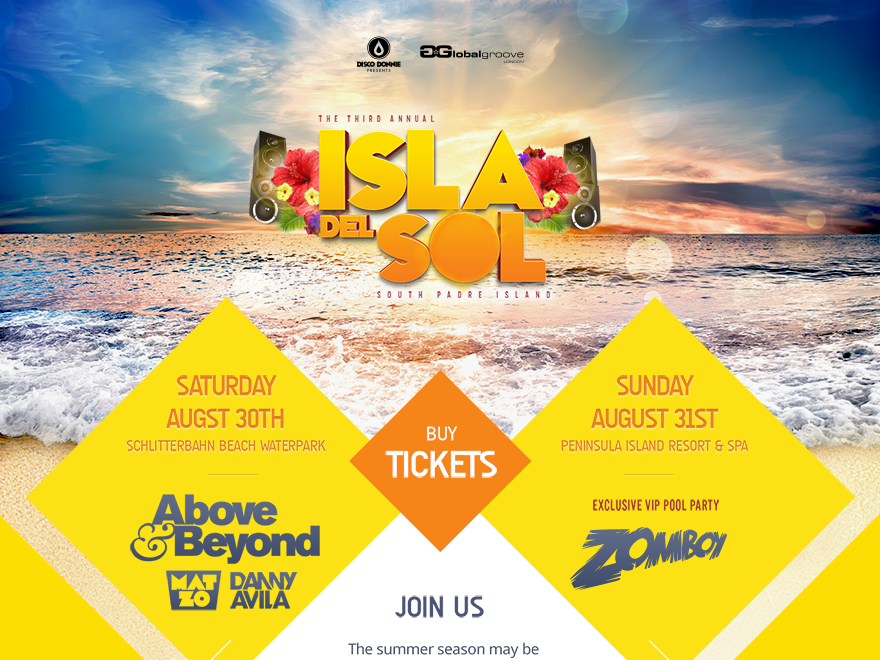 DISCO DONNIE
PRESENTS
GGlobalgroove
LONDON
THE THIRD ANNUAL
ISLA
DEL
SOL
SOUTH PADRE ISLAND
SATURDAY
AUGST 30TH
SCHLITTERBAHN BEACH WATERPARK
Above
& Beyond
MAT
ZO
DANNY
AVILA
BUY
TICKETS
SUNDAY
AUGUST 31ST
PENINSULA ISLAND RESORT & SPA
EXCLUSIVE VIP POOL PARTY
ZOMBOY
JOIN US
The summer season may be